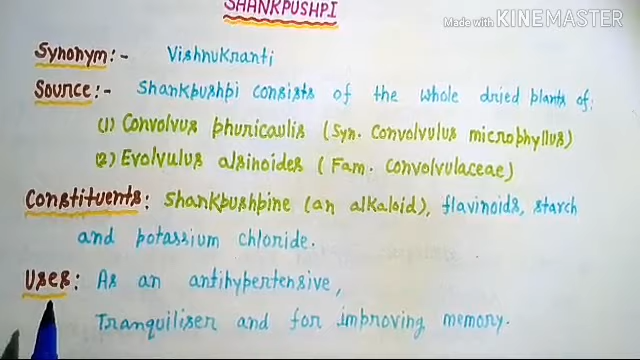 SHANKPUSHPI
Made with KINEMASTER
Synonym:- Vishnukranti
Source:- Shankpushpi consists of the whole dried plants of:
(1) Convolvus phuricaulis (Syn. Convolvulus microphyllus)
(2) Evolvulus alsinoides (Fam. Convolvulaceae)
Constituents: Shankpushpine (an alkaloid), flavinoids, starch
and potassium chloride.
Uses: As an antihypertensive,
Tranquiliser and for improving memory.